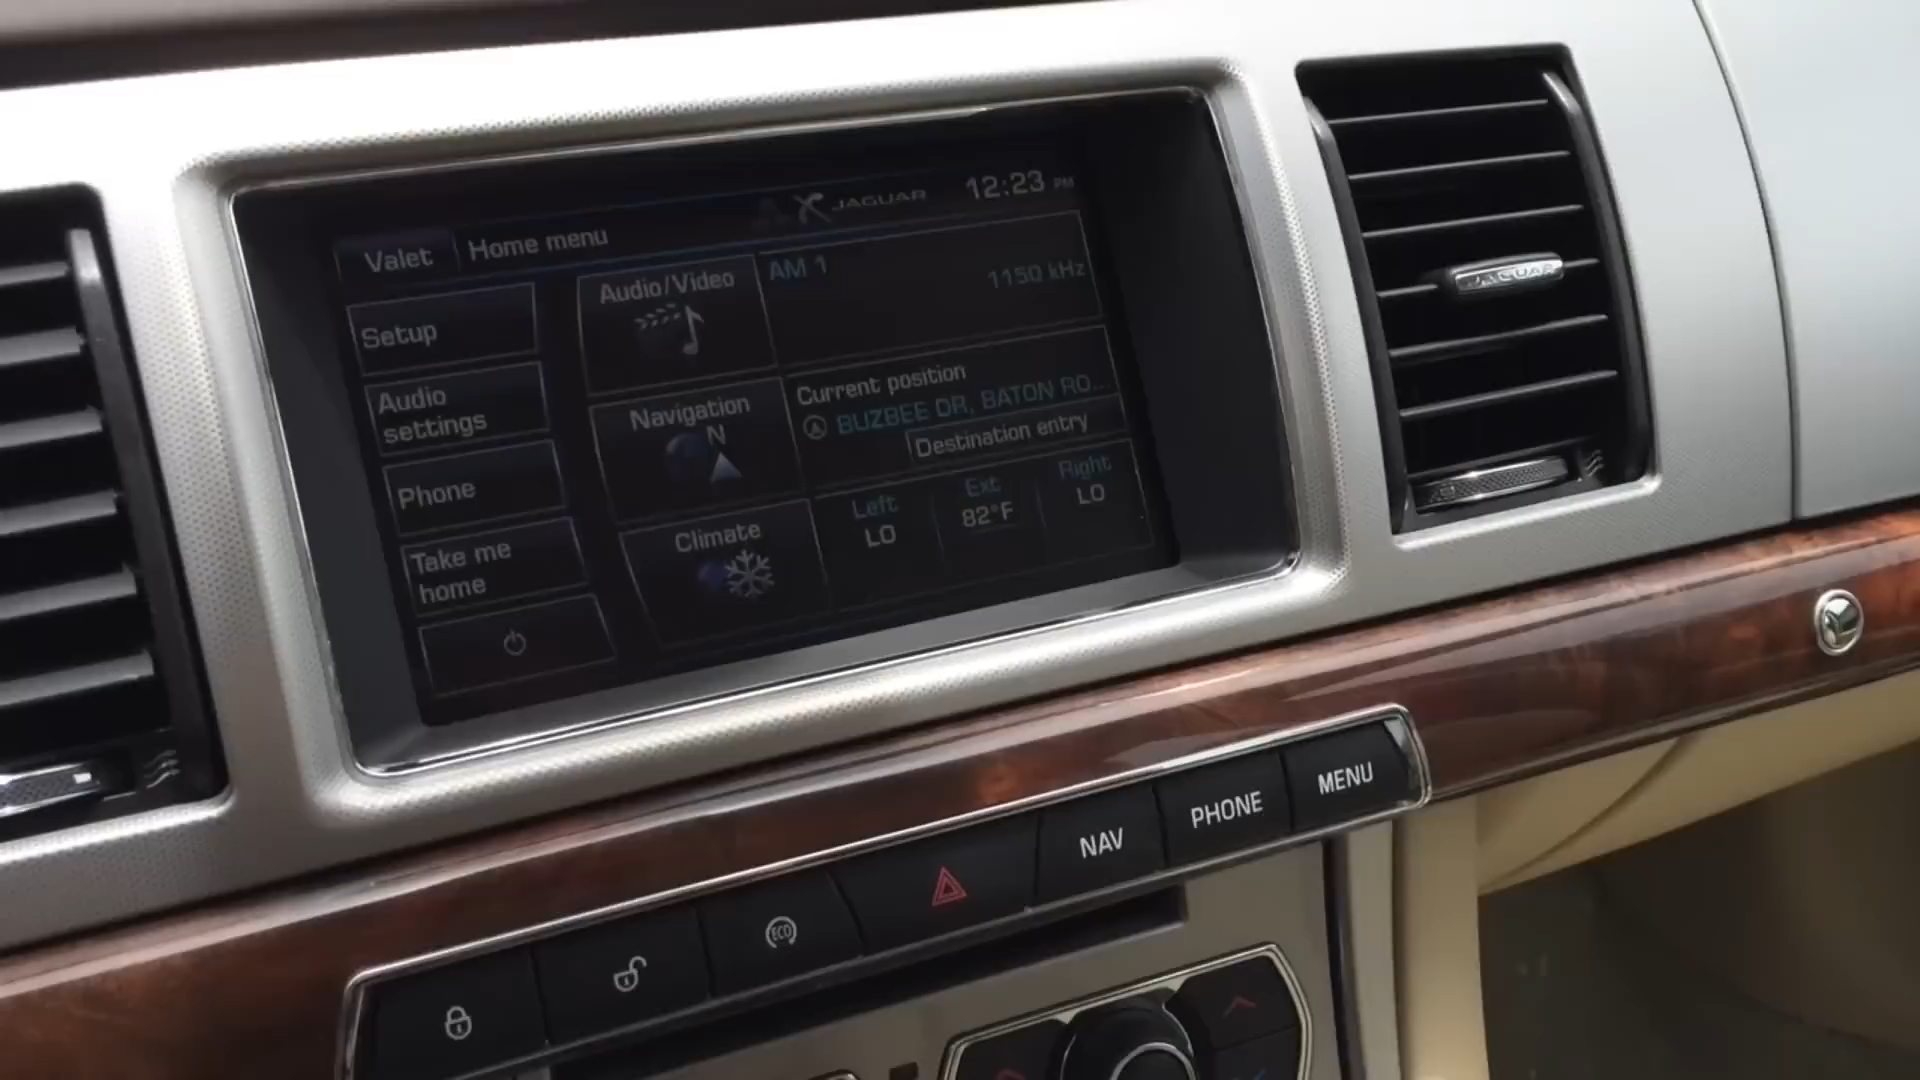 JAGUAR
12:23 PM
Valet
Home menu
Setup
Audio
settings
Phone
Take me
home
Audio/Video
AM 1
1150 kHz
Navigation
N
Current position
BUZBEE DR, BATON RO...
Destination entry
Climate
Left
LO
Ext
82°F
Right
LO
JAGUAR
ECO
NAV
PHONE
MENU